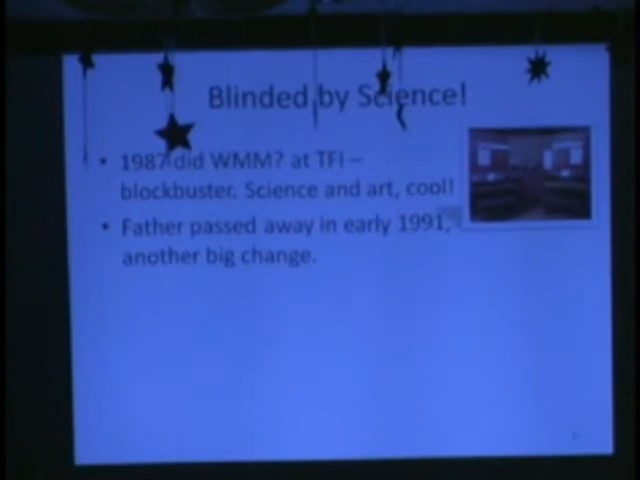 Blinded by Science!
• 1987 did WMM? at TFI –
blockbuster. Science and art, cool!
• Father passed away in early 1991,
another big change.